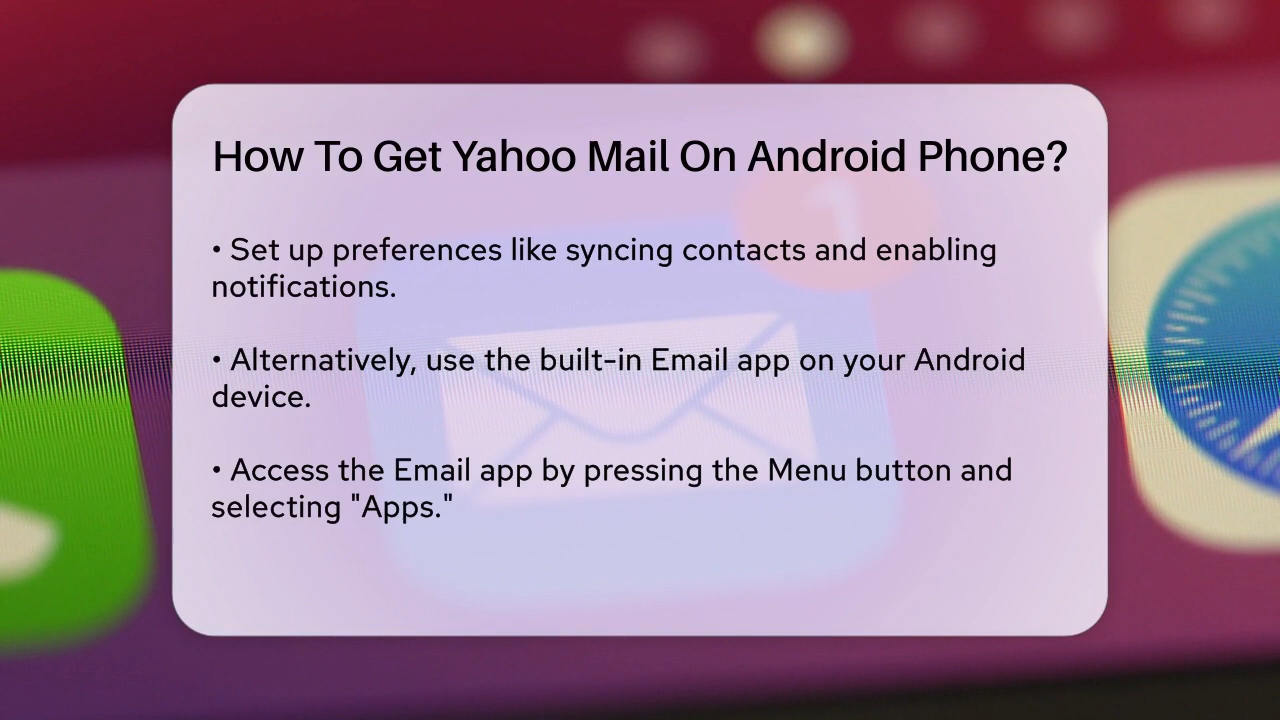 How To Get Yahoo Mail On Android Phone?
• Set up preferences like syncing contacts and enabling
notifications.
• Alternatively, use the built-in Email app on your Android
device.
• Access the Email app by pressing the Menu button and
selecting "Apps."
1